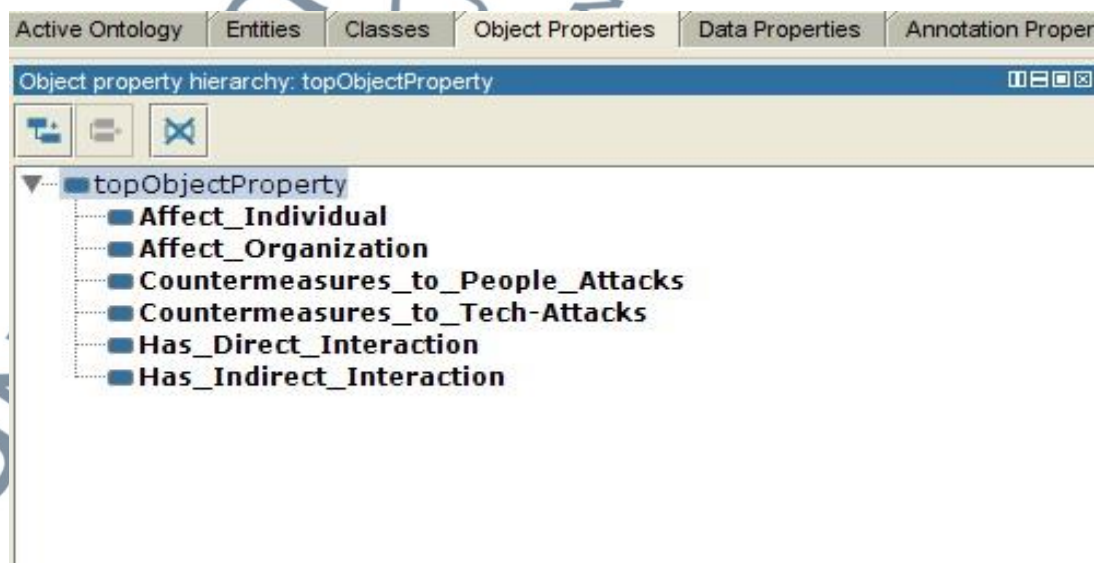 Active Ontology Entities Classes Object Properties Data Properties Annotation Proper
Object property hierarchy: topObjectProperty
topObjectProperty
Affect_Individual
Affect_Organization
Countermeasures_to_People_Attacks
Countermeasures_to_Tech-Attacks
Has_Direct_Interaction
Has_Indirect_Interaction